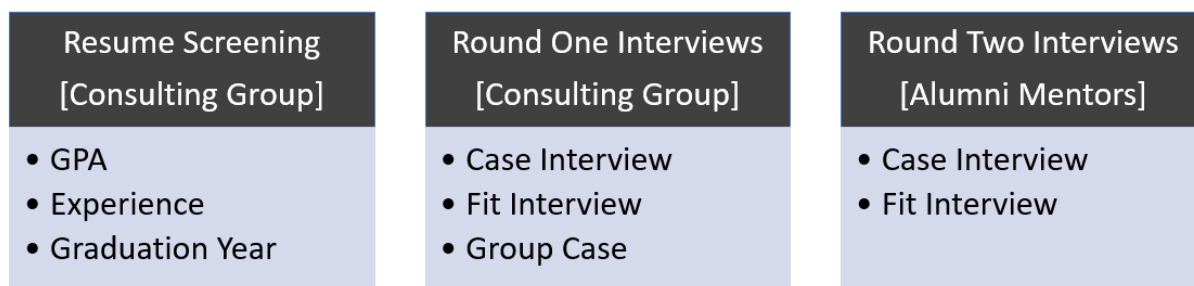 Resume Screening
[Consulting Group]
• GPA
• Experience
• Graduation Year
Round One Interviews
[Consulting Group]
• Case Interview
• Fit Interview
• Group Case
Round Two Interviews
[Alumni Mentors]
• Case Interview
• Fit Interview